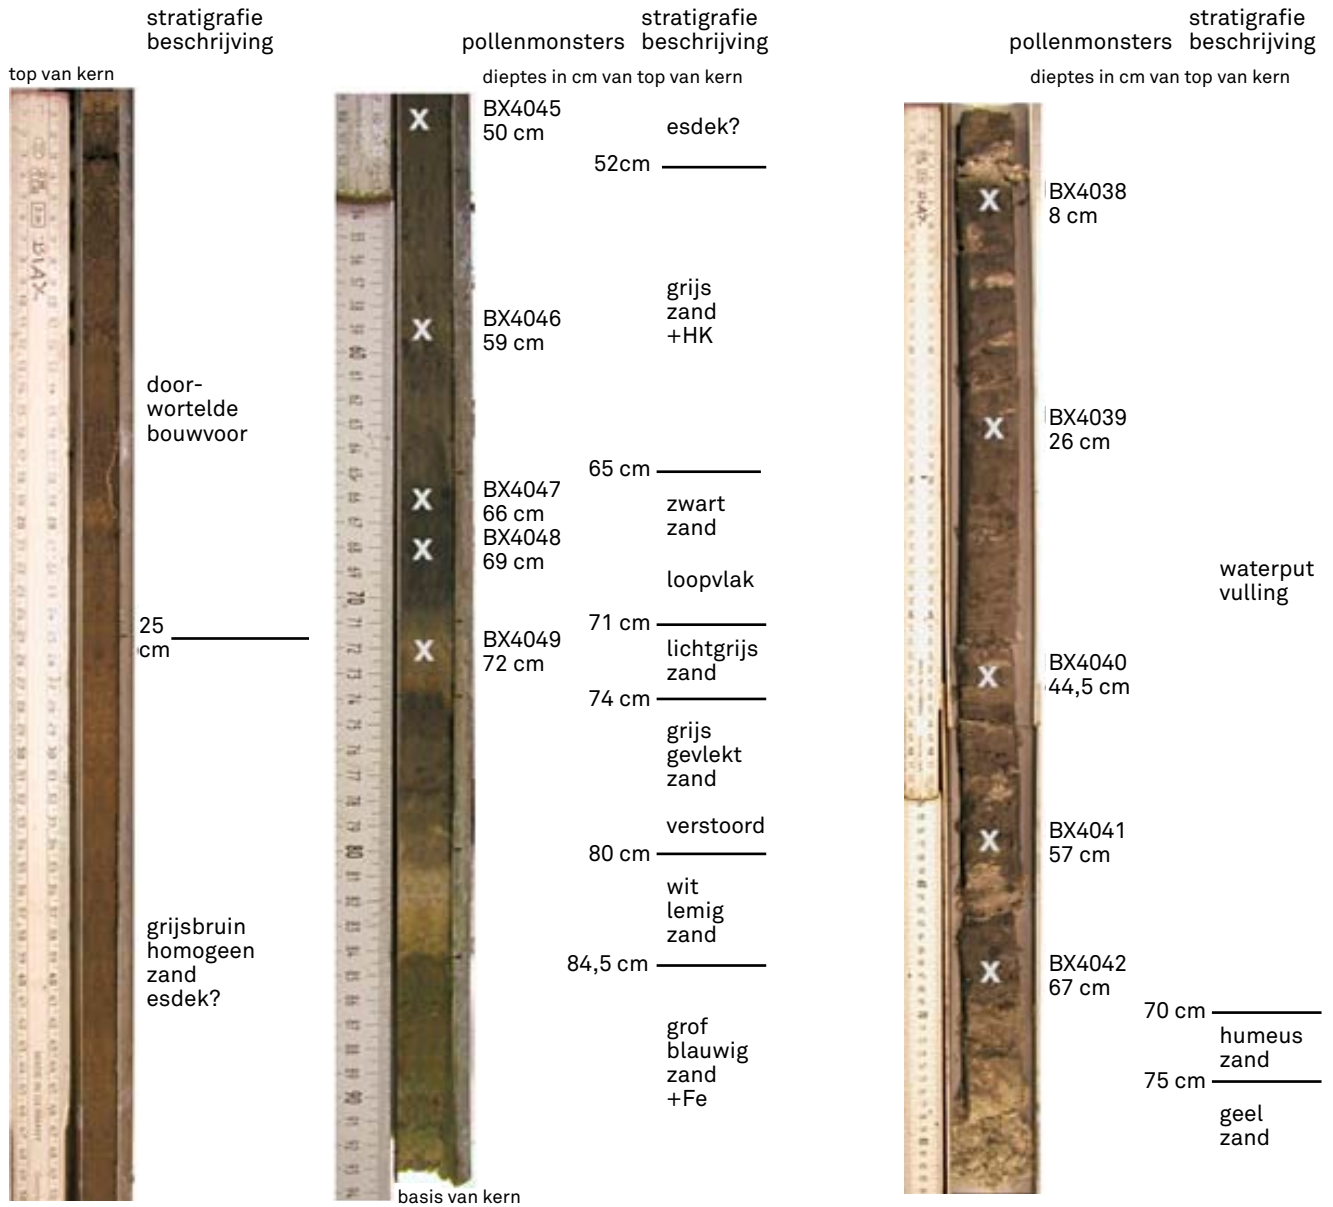 stratigrafie
beschrijving
top van kern
door-
wortelde
bouwvoor
25
cm
grijsbruin
homogeen
zand
esdek?
pollenmonsters
stratigrafie
beschrijving
dieptes in cm van top van kern
X
BX4045
50 cm
esdek?
52cm
X
BX4046
59 cm
grijs
zand
+HK
65 cm
X
BX4047
66 cm
zwart
zand
X
BX4048
69 cm
loopvlak
71 cm
X
BX4049
72 cm
lichtgrijs
zand
74 cm
grijs
gevlekt
zand
verstoord
80 cm
wit
lemig
zand
84,5 cm
grof
blauwig
zand
+Fe
basis van kern
pollenmonsters
stratigrafie
beschrijving
dieptes in cm van top van kern
X
BX4038
8 cm
X
BX4039
26 cm
waterput
vulling
X
BX4040
44,5 cm
X
BX4041
57 cm
X
BX4042
67 cm
70 cm
humeus
zand
75 cm
geel
zand
BIAX
60
70
80
90